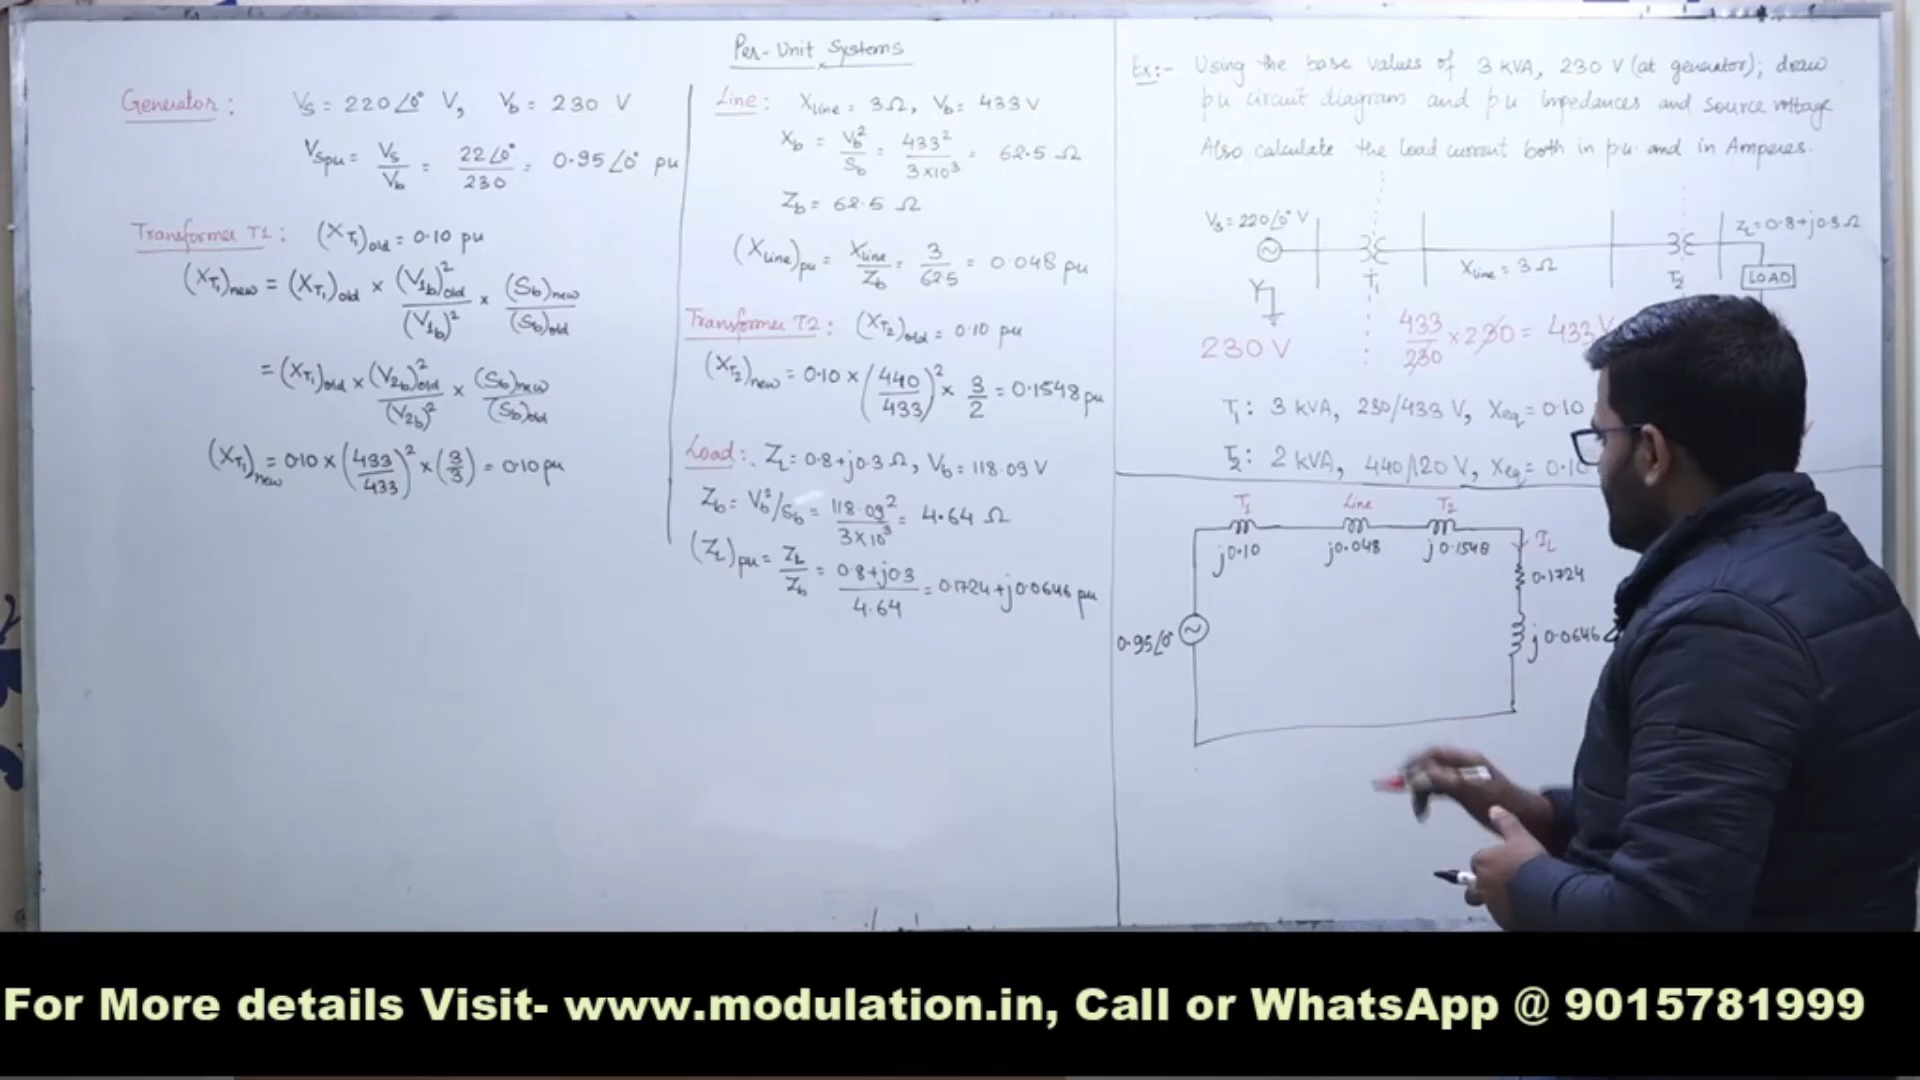 Per-Unit Systems
Generator : Vs = 220∠0° V, Vb = 230 V
Vspu = Vs/Vb = 22∠0°/230 = 0.95∠0° pu
Transformer T1 : (XT1)old = 0.10 pu
(XT1)new = (XT1)old × (V1b)²old/(V1b)² × (Sb)new/(Sb)old
= (XT1)old × (V2b)²old/(V2b)² × (Sb)new/(Sb)old
(XT1)new = 0.10 × (433/433)² × (3/3) = 0.10 pu
Line : Xline = 3 Ω, Vb = 433 V
Xb = Vb²/Sb = 433²/3×10³ = 62.5 Ω
Zb = 62.5 Ω
(Xline)pu = Xline/Zb = 3/62.5 = 0.048 pu
Transformer T2 : (XT2)old = 0.10 pu
(XT2)new = 0.10 × (440/433)² × 3/2 = 0.1548 pu
Load : ZL = 0.8+j0.3 Ω, Vb = 118.09 V
Zb = Vb²/Sb = 118.09²/3×10³ = 4.64 Ω
(ZL)pu = ZL/Zb = 0.8+j0.3/4.64 = 0.1724+j0.0646 pu
Ex:- Using the base values of 3 kVA, 230 V (at generator); draw
pu circuit diagram and pu impedances and source voltage
Also calculate the load current both in pu and in Amperes.
Vs = 220∠0° V
ZL = 0.8+j0.3 Ω
Xline = 3 Ω
T1
T2
LOAD
Y
230 V
433/230 × 230 = 433 V
T1 : 3 kVA, 230/433 V, Xeq = 0.10
T2 : 2 kVA, 440/120 V, Xeq = 0.10
T1 Line T2
j0.10 j0.048 j0.1548
IL
0.1724
0.95∠0°
j0.0646
For More details Visit- www.modulation.in, Call or WhatsApp @ 9015781999